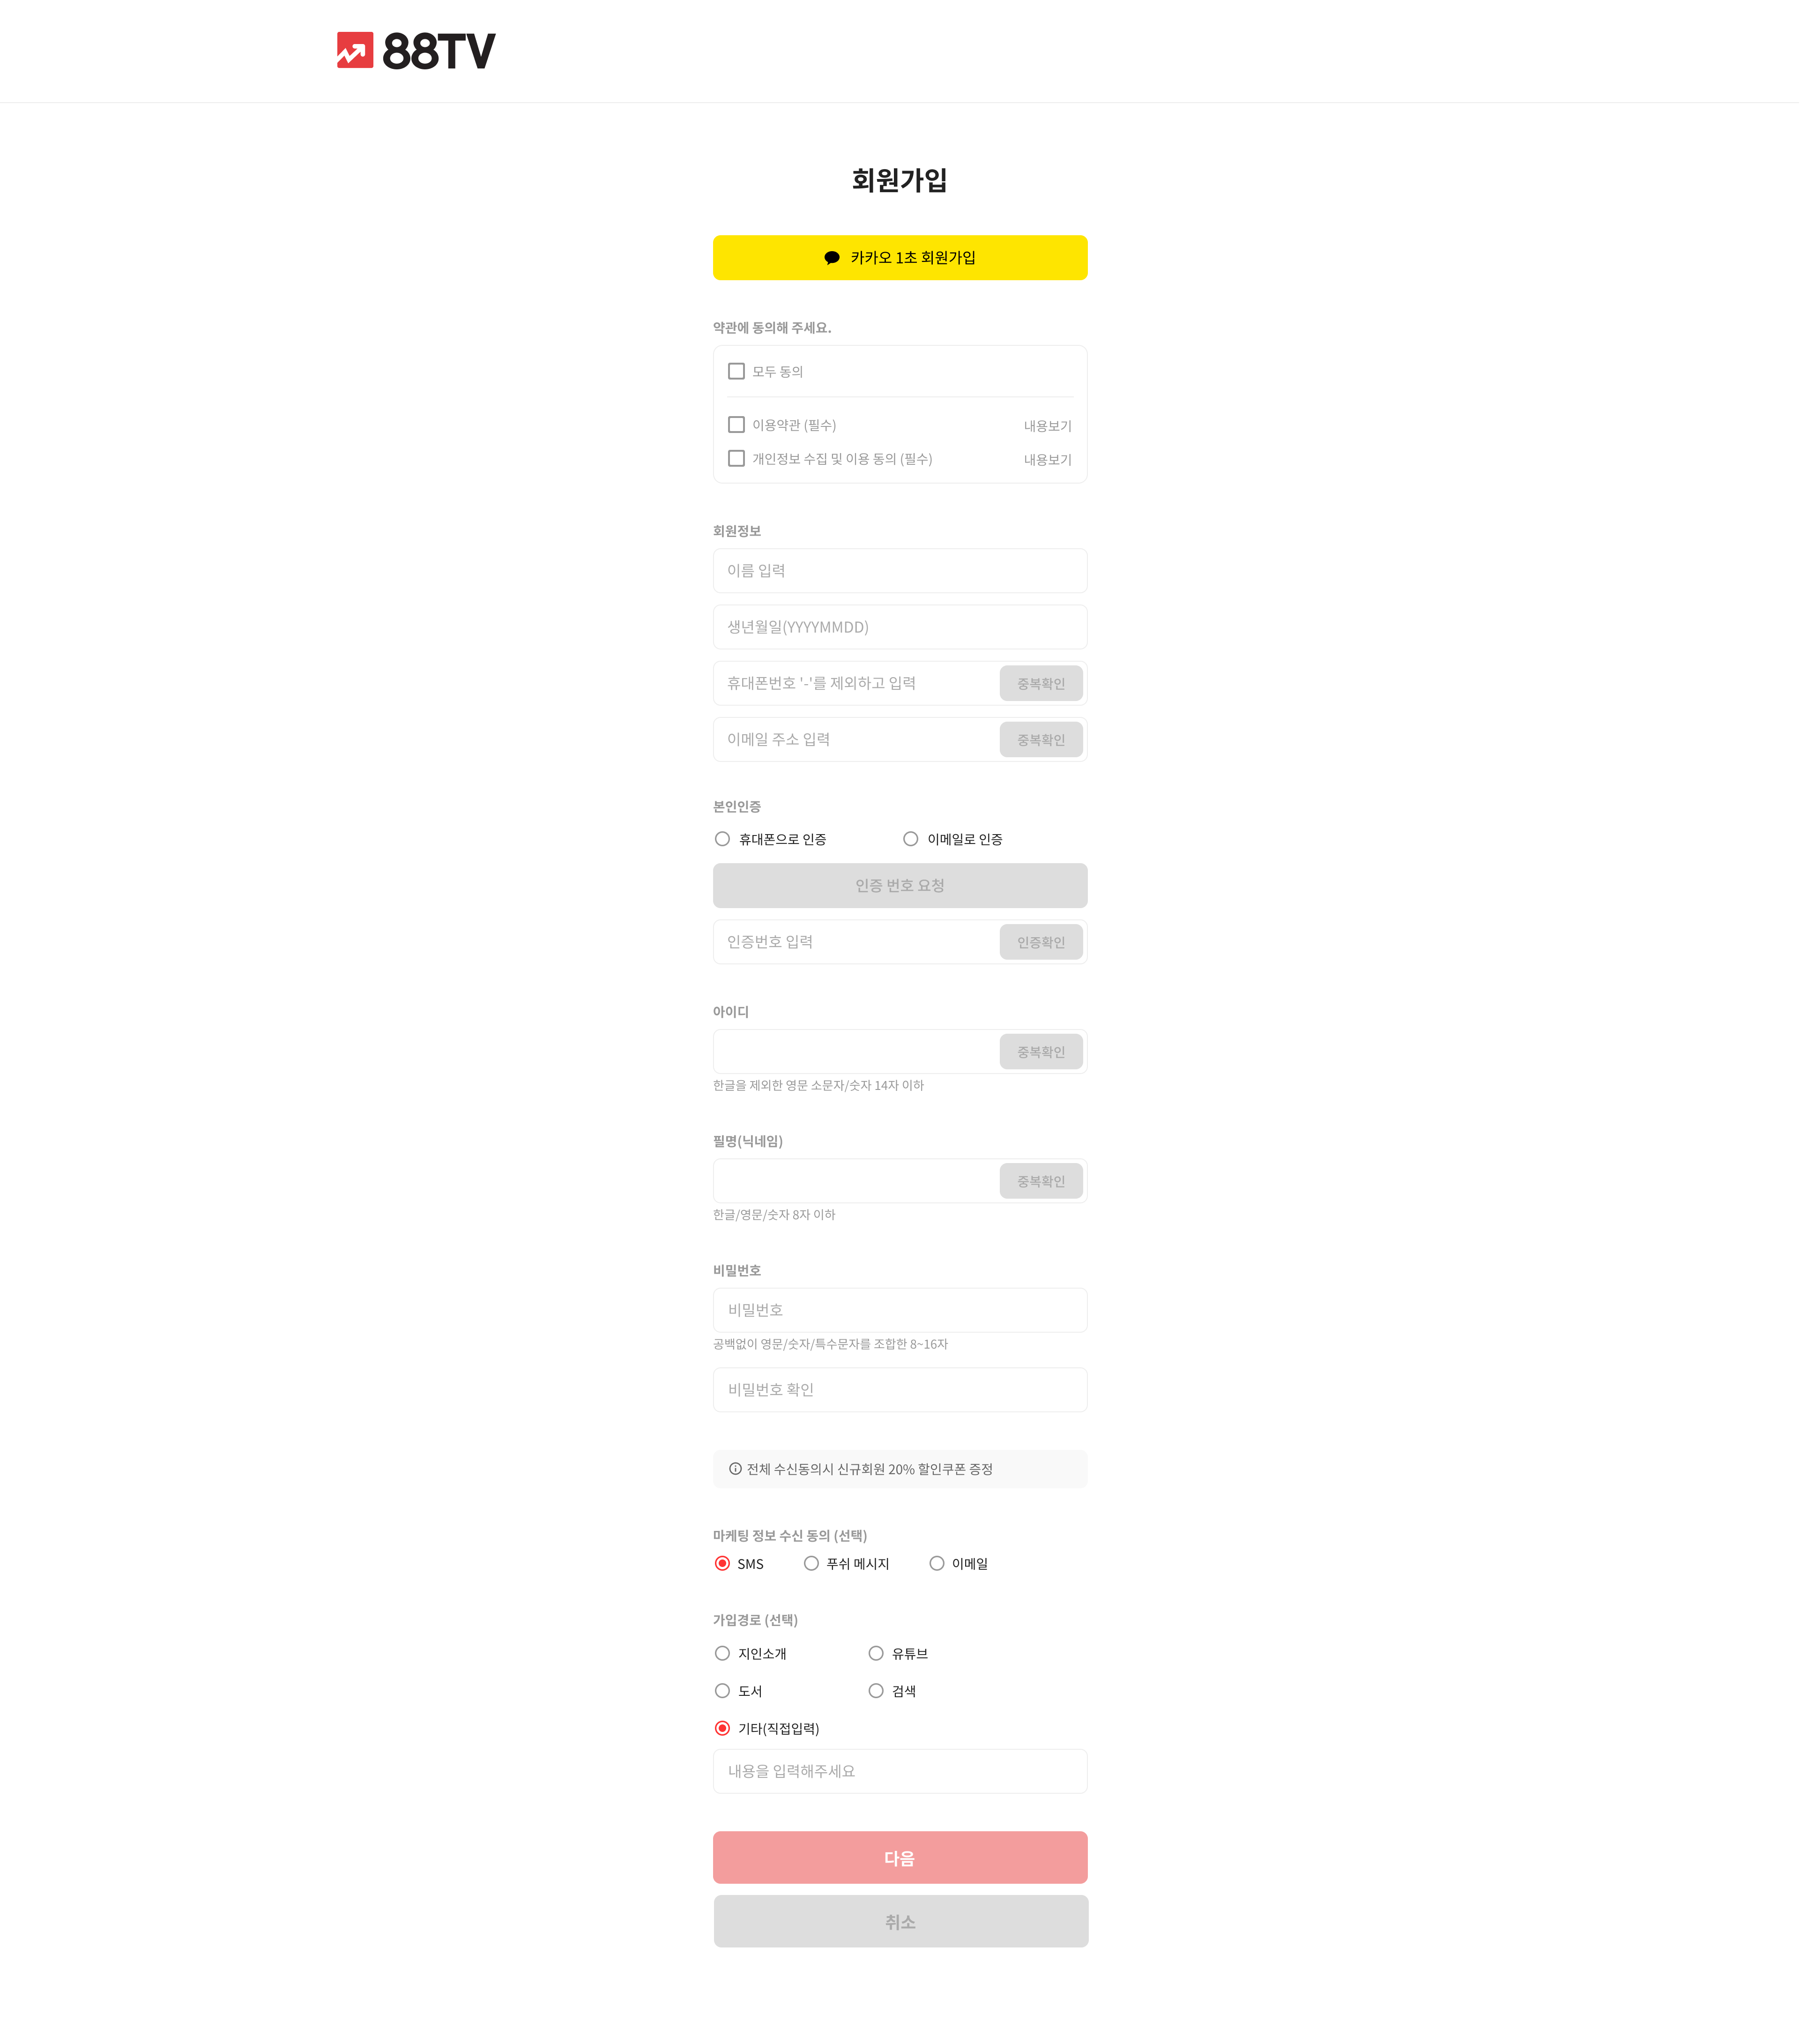 88TV
회원가입
카카오 1초 회원가입
약관에 동의해 주세요.
모두 동의
이용약관 (필수) 내용보기
개인정보 수집 및 이용 동의 (필수) 내용보기
회원정보
이름 입력
생년월일(YYYYMMDD)
휴대폰번호 '-'를 제외하고 입력 중복확인
이메일 주소 입력 중복확인
본인인증
휴대폰으로 인증 이메일로 인증
인증 번호 요청
인증번호 입력 인증확인
아이디
중복확인
한글을 제외한 영문 소문자/숫자 14자 이하
필명(닉네임)
중복확인
한글/영문/숫자 8자 이하
비밀번호
비밀번호
공백없이 영문/숫자/특수문자를 조합한 8~16자
비밀번호 확인
전체 수신동의시 신규회원 20% 할인쿠폰 증정
마케팅 정보 수신 동의 (선택)
SMS 푸쉬 메시지 이메일
가입경로 (선택)
지인소개 유튜브
도서 검색
기타(직접입력)
내용을 입력해주세요
다음
취소